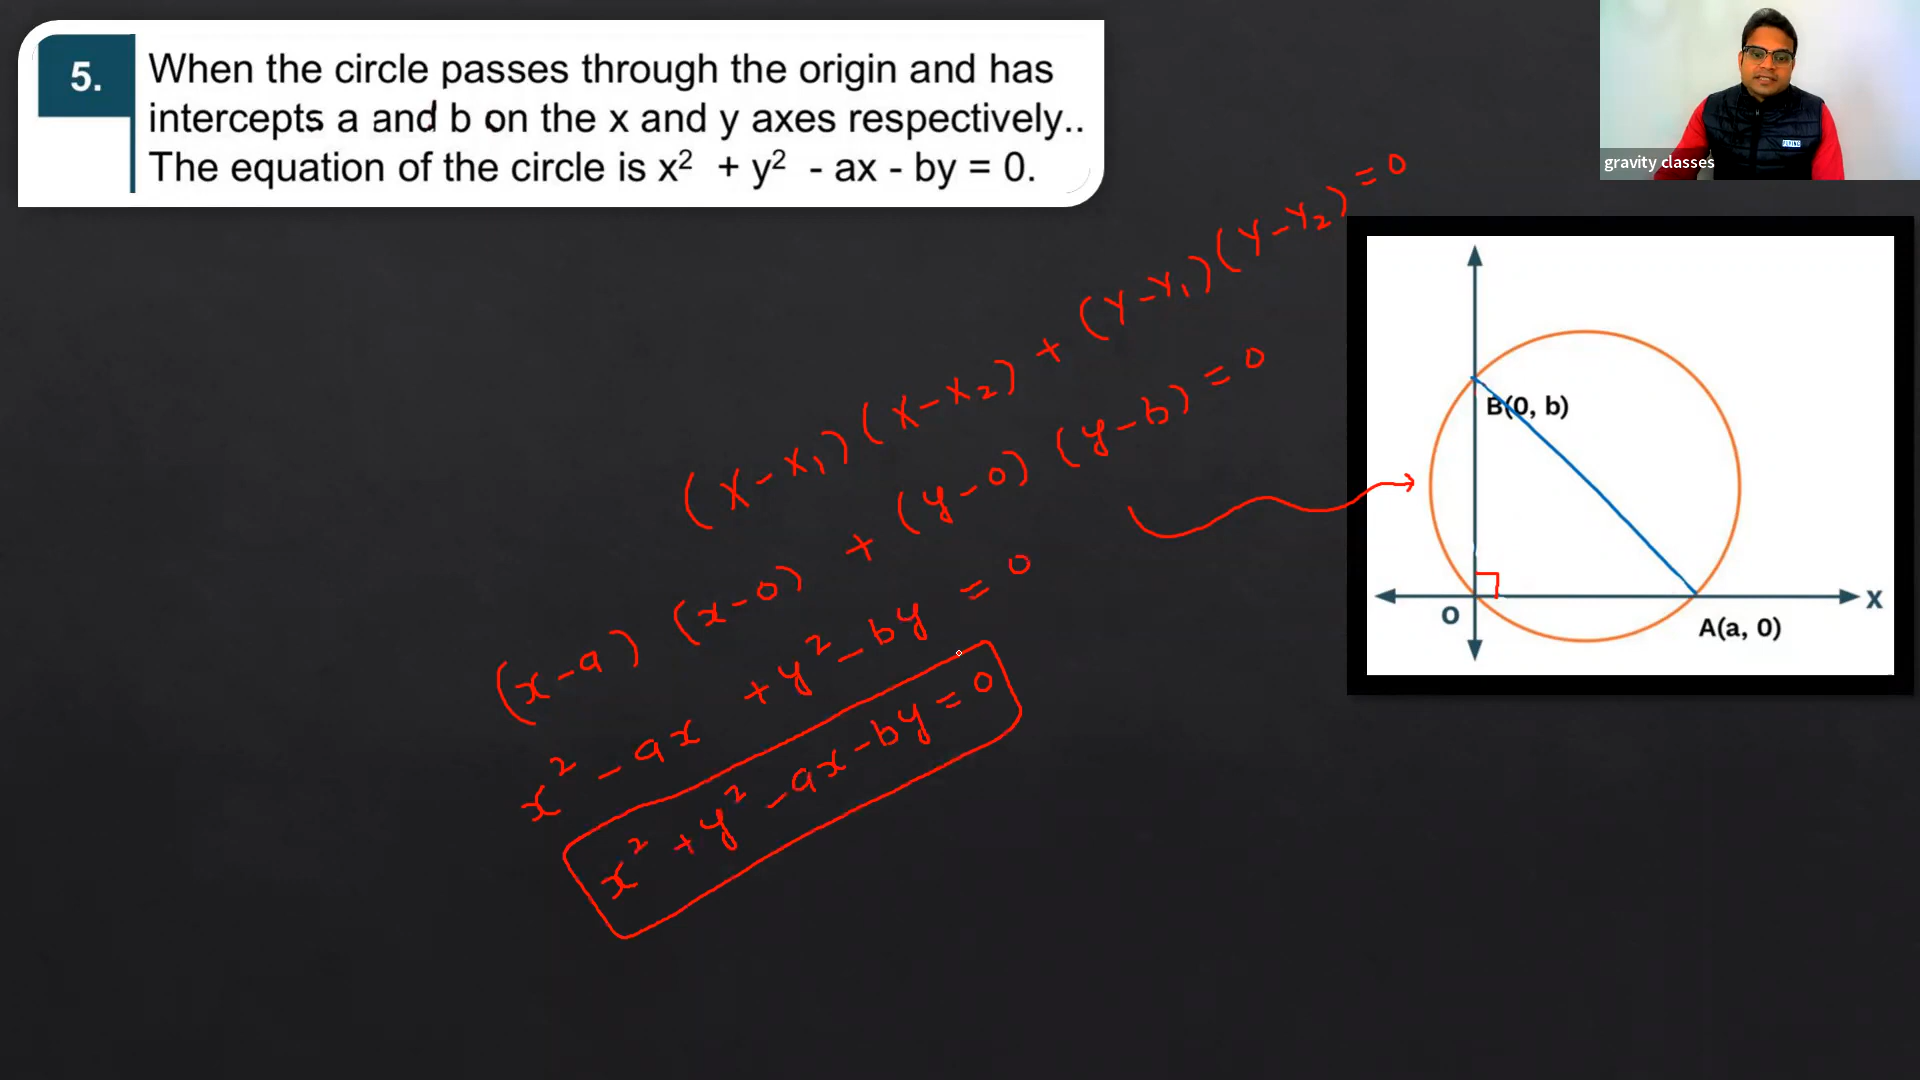 5.
When the circle passes through the origin and has
intercepts a and b on the x and y axes respectively..
The equation of the circle is x² + y² - ax - by = 0.
gravity classes
(X-X₁)(X-X₂) + (Y-Y₁)(Y-Y₂) = 0
(x-a)(x-0) + (y-0)(y-b) = 0
x² - ax + y² - by = 0
x² + y² - ax - by = 0
B(0, b)
O
X
A(a, 0)